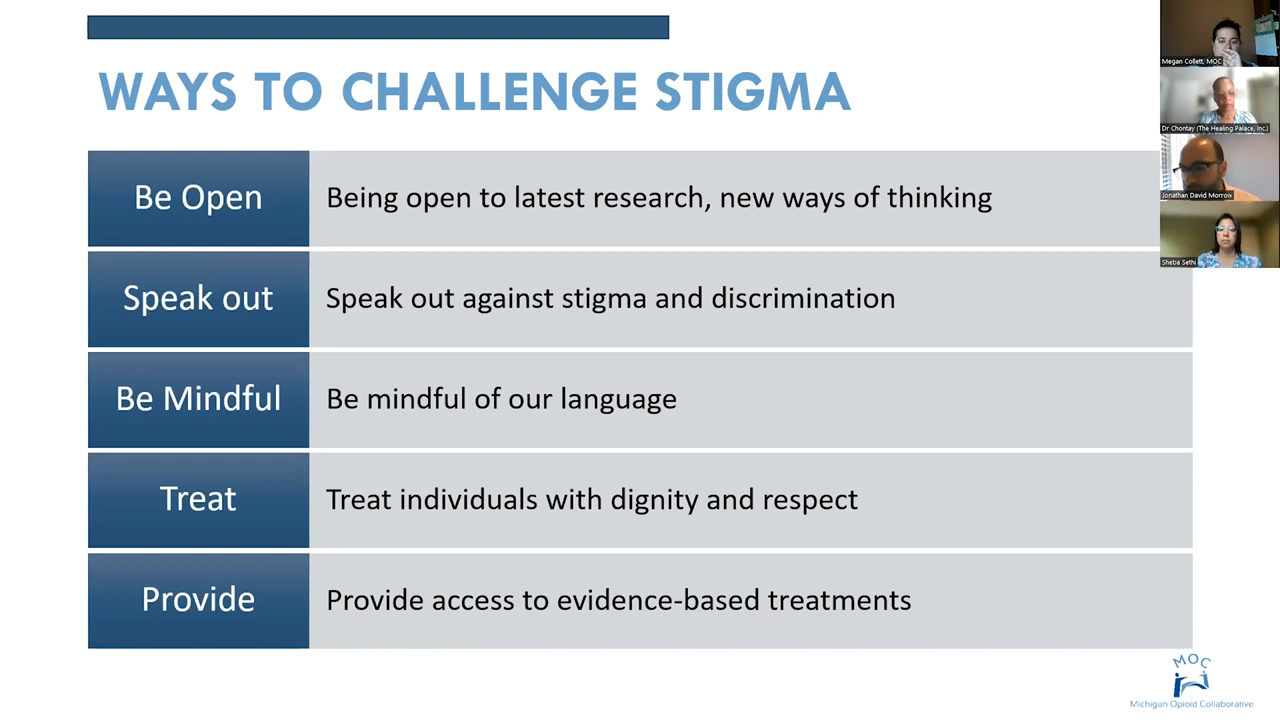 WAYS TO CHALLENGE STIGMA
Be Open
Being open to latest research, new ways of thinking
Speak out
Speak out against stigma and discrimination
Be Mindful
Be mindful of our language
Treat
Treat individuals with dignity and respect
Provide
Provide access to evidence-based treatments
Megan Collett, MOC
Dr Chontay (The Healing Palace, Inc.)
Jonathan David Morrow
Sheba Sethi
MOC
Michigan Opioid Collaborative